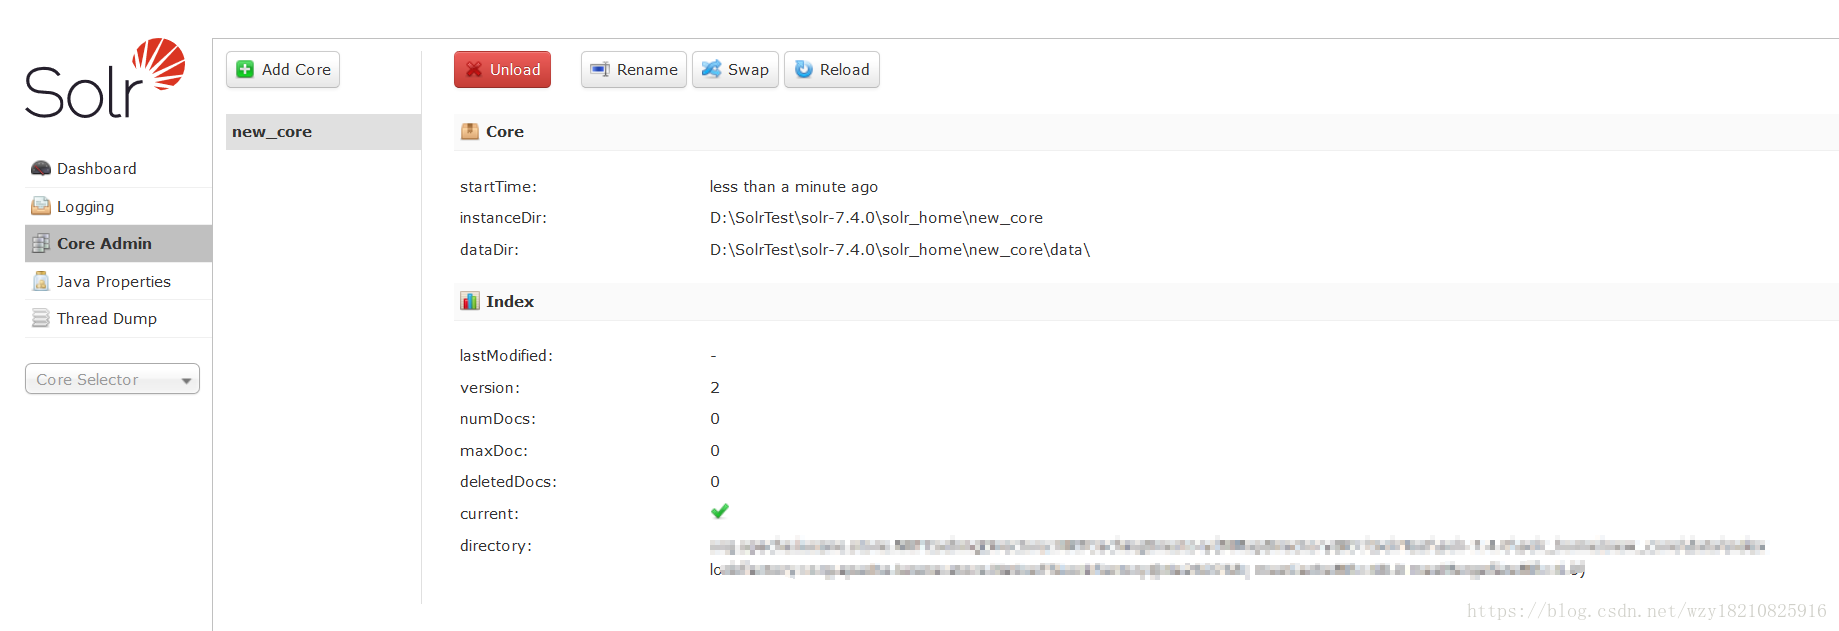 Solr
Dashboard
Logging
Core Admin
Java Properties
Thread Dump
Core Selector
Add Core
new_core
Unload
Rename
Swap
Reload
Core
startTime: less than a minute ago
instanceDir: D:\SolrTest\solr-7.4.0\solr_home\new_core
dataDir: D:\SolrTest\solr-7.4.0\solr_home\new_core\data\
Index
lastModified: -
version: 2
numDocs: 0
maxDoc: 0
deletedDocs: 0
current:
directory:
https://blog.csdn.net/wzy18210825916